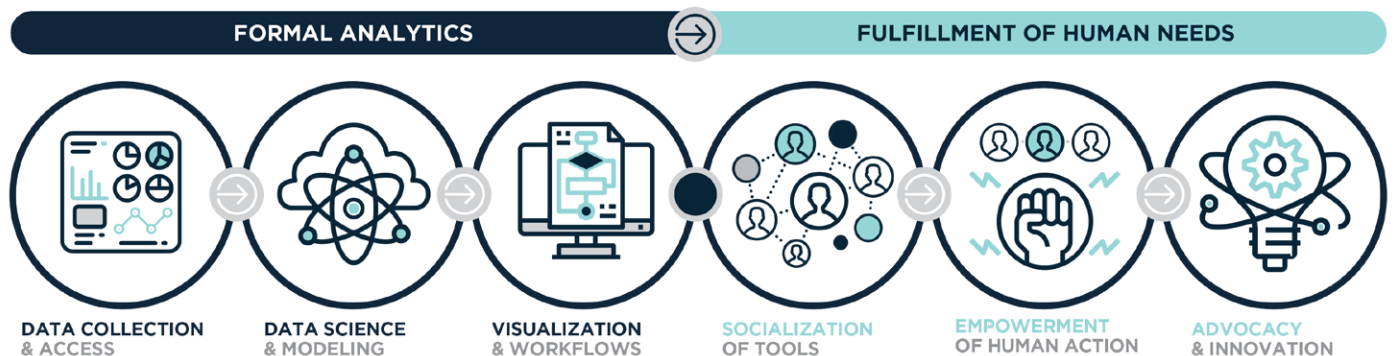 FORMAL ANALYTICS
FULFILLMENT OF HUMAN NEEDS
DATA COLLECTION
& ACCESS
DATA SCIENCE
& MODELING
VISUALIZATION
& WORKFLOWS
SOCIALIZATION
OF TOOLS
EMPOWERMENT
OF HUMAN ACTION
ADVOCACY
& INNOVATION